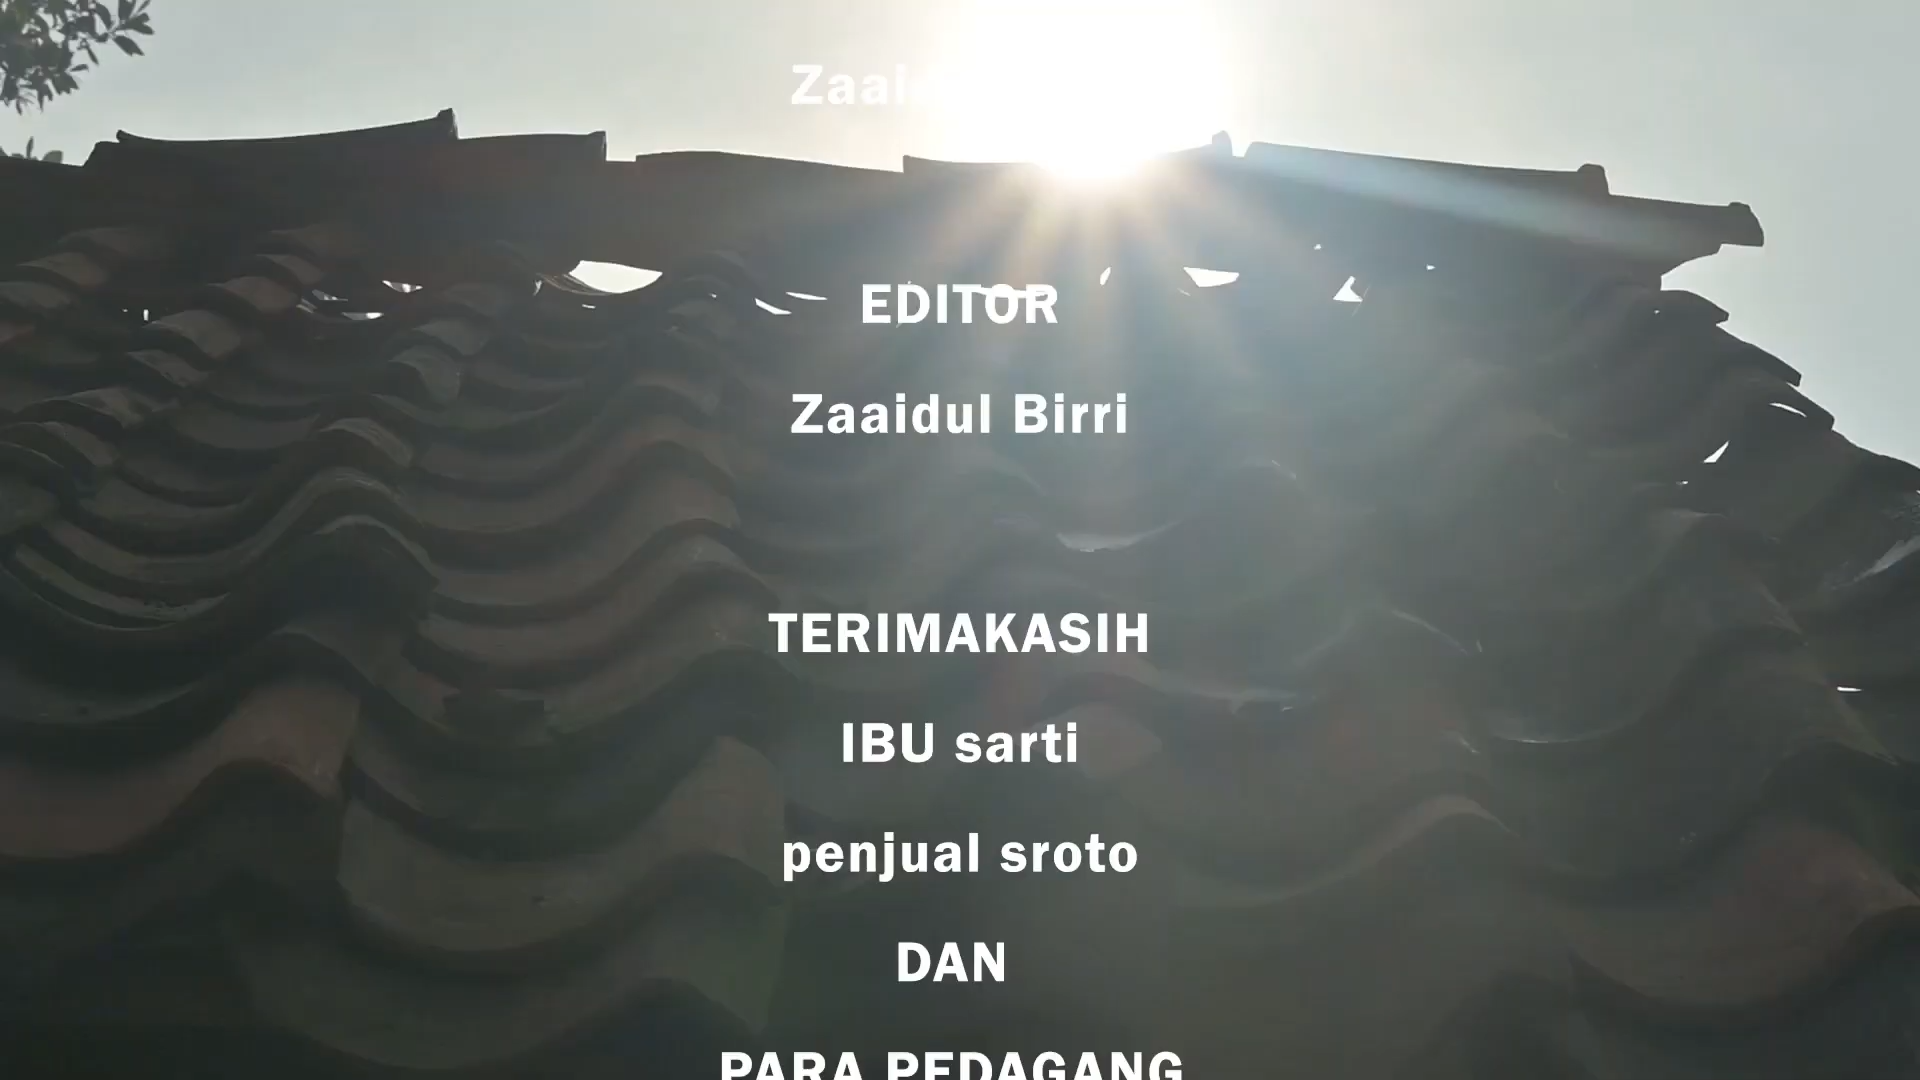 EDITOR
Zaaidul Birri
TERIMAKASIH
IBU sarti
penjual sroto
DAN
PARA PEDAGANG